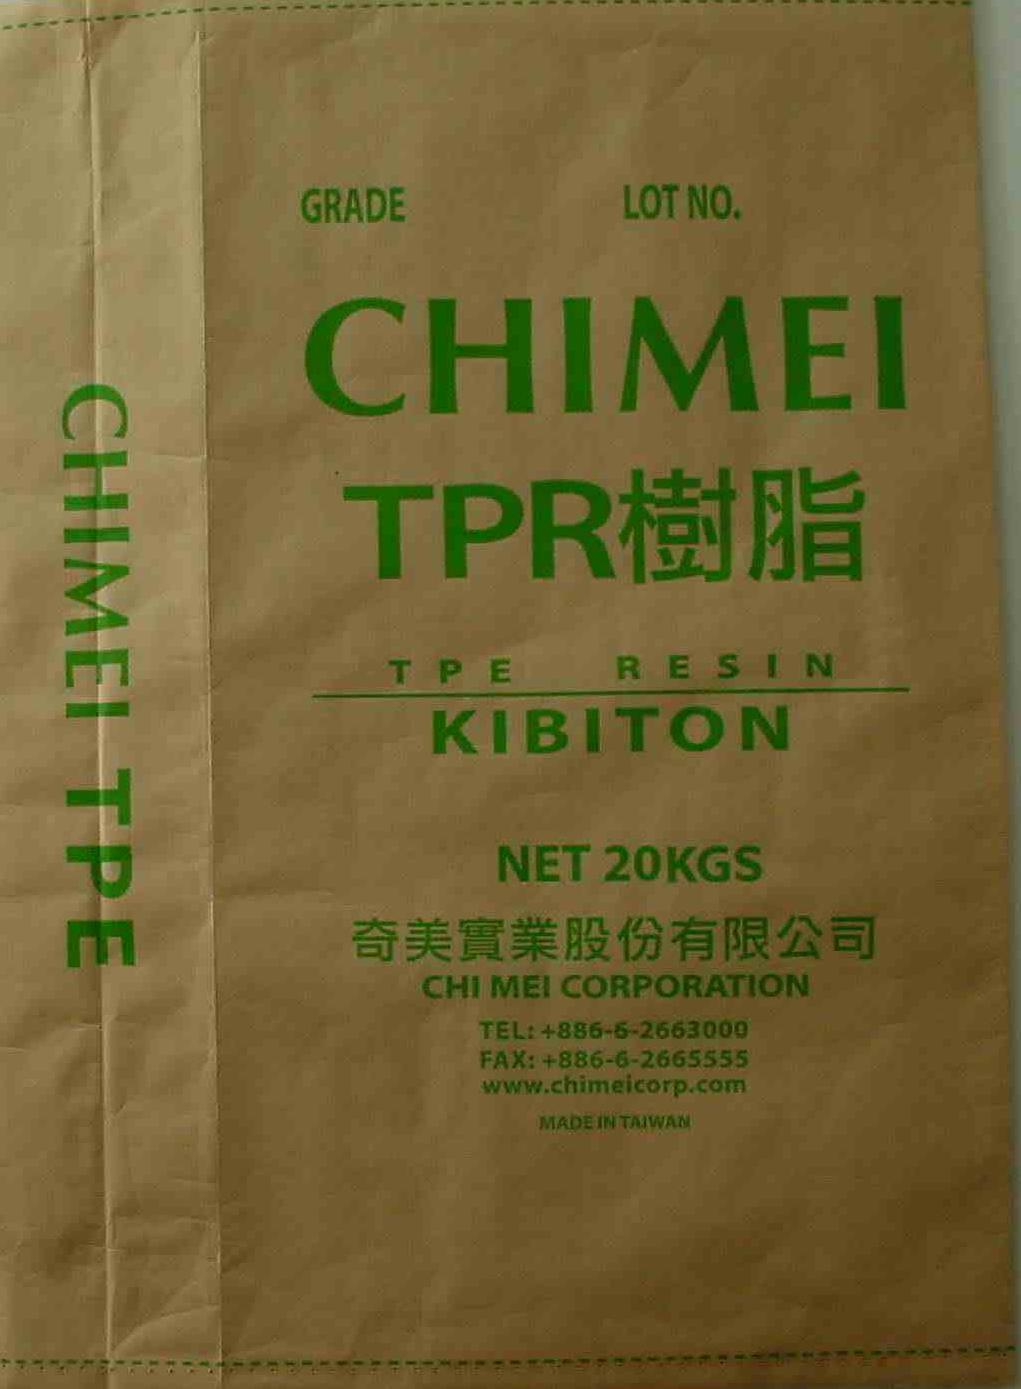 GRADE LOT NO.
CHIMEI
TPR樹脂
TPE RESIN
KIBITON
NET 20KGS
奇美實業股份有限公司
CHI MEI CORPORATION
TEL: +886-6-2663000
FAX: +886-6-2665555
www.chimeicorp.com
MADE IN TAIWAN
CHIMEI TPE